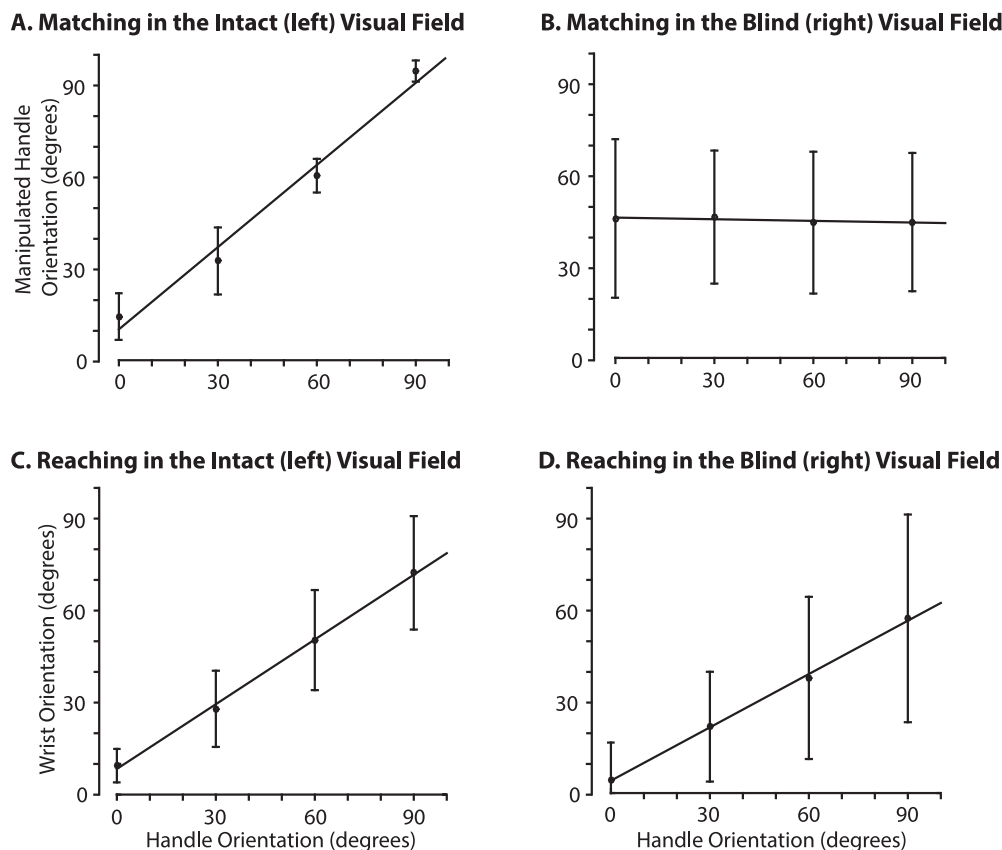 A. Matching in the Intact (left) Visual Field
B. Matching in the Blind (right) Visual Field
Manipulated Handle
Orientation (degrees)
90
60
30
0
0 30 60 90
90
60
30
0
0 30 60 90
C. Reaching in the Intact (left) Visual Field
D. Reaching in the Blind (right) Visual Field
Wrist Orientation (degrees)
90
60
30
0
0 30 60 90
Handle Orientation (degrees)
90
60
30
0
0 30 60 90
Handle Orientation (degrees)